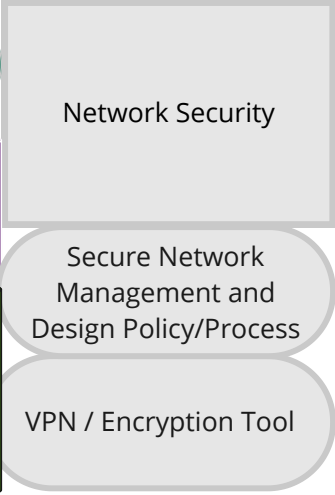 Network Security
Secure Network
Management and
Design Policy/Process
VPN / Encryption Tool